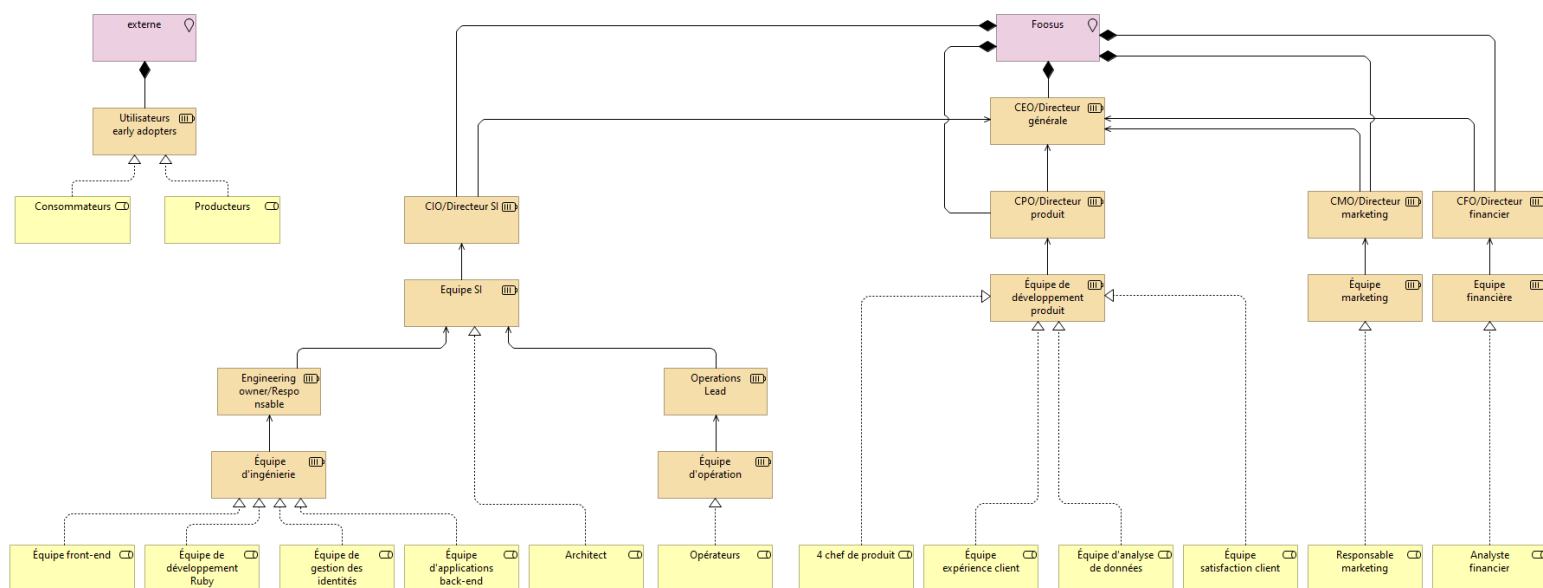 externe
Foosus
Utilisateurs
early adopters
CEO/Directeur
générale
Consommateurs
Producteurs
CIO/Directeur SI
CPO/Directeur
produit
CMO/Directeur
marketing
CFO/Directeur
financier
Equipe SI
Équipe de
développement
produit
Équipe
marketing
Equipe
financière
Engineering
owner/Respo
nsable
Operations
Lead
Équipe
d'ingénierie
Équipe
d'opération
Équipe front-end
Équipe de
développement
Ruby
Équipe de
gestion des
identités
Équipe
d'applications
back-end
Architect
Opérateurs
4 chef de produit
Équipe
expérience client
Équipe d'analyse
de données
Équipe
satisfaction client
Responsable
marketing
Analyste
financier